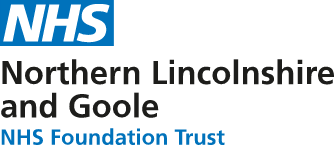 NHS
Northern Lincolnshire
and Goole
NHS Foundation Trust